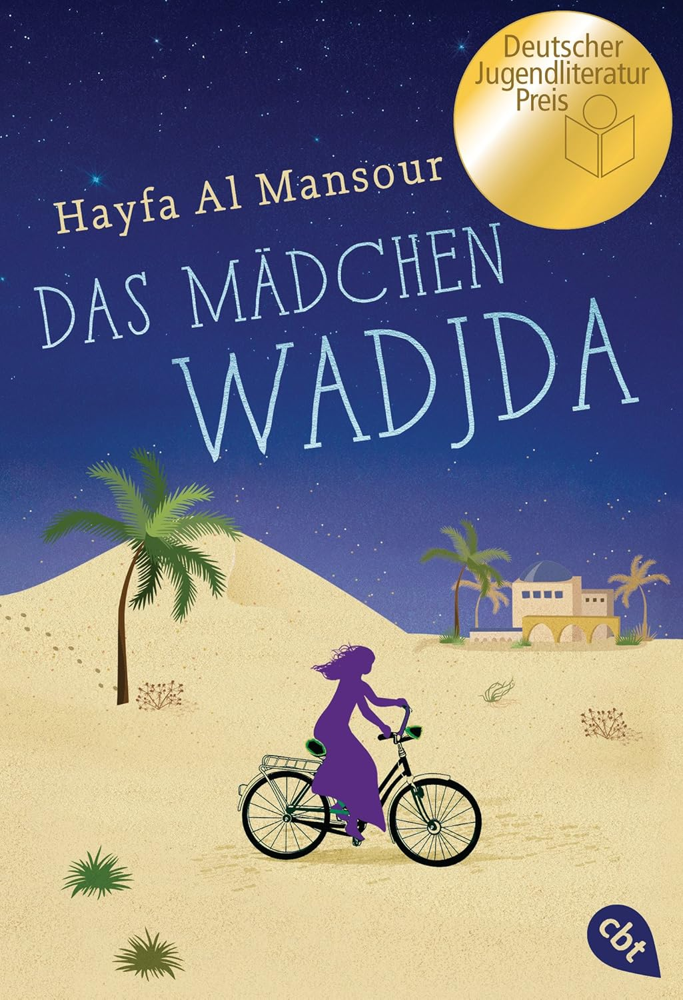 Deutscher
Jugendliteratur
Preis
Hayfa Al Mansour
DAS MÄDCHEN
WADJDA
cbt